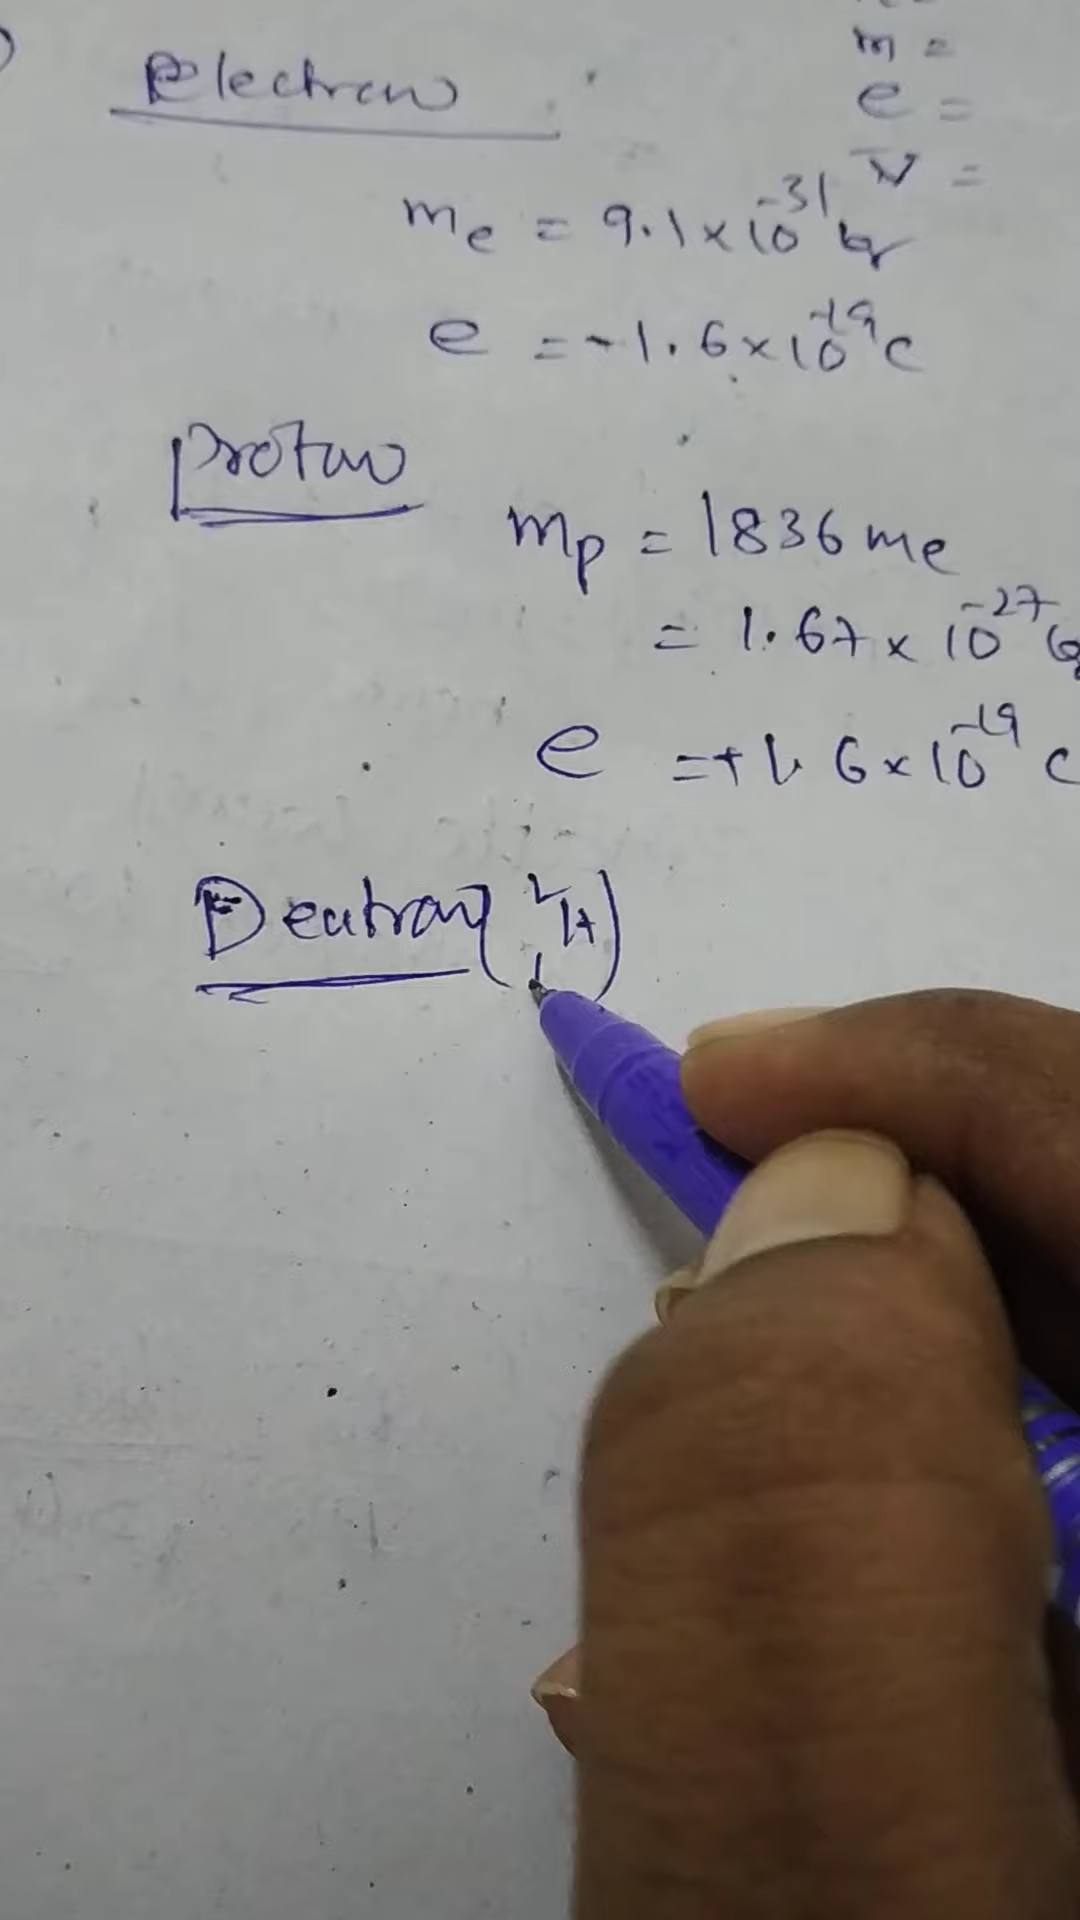 m =
e =
v =
Electron
me = 9.1 × 10⁻³¹ kg
e = -1.6 × 10⁻¹⁹ C
Proton
mp = 1836 me
= 1.67 × 10⁻²⁷ kg
e = +1.6 × 10⁻¹⁹ C
Deutron (²₁H)